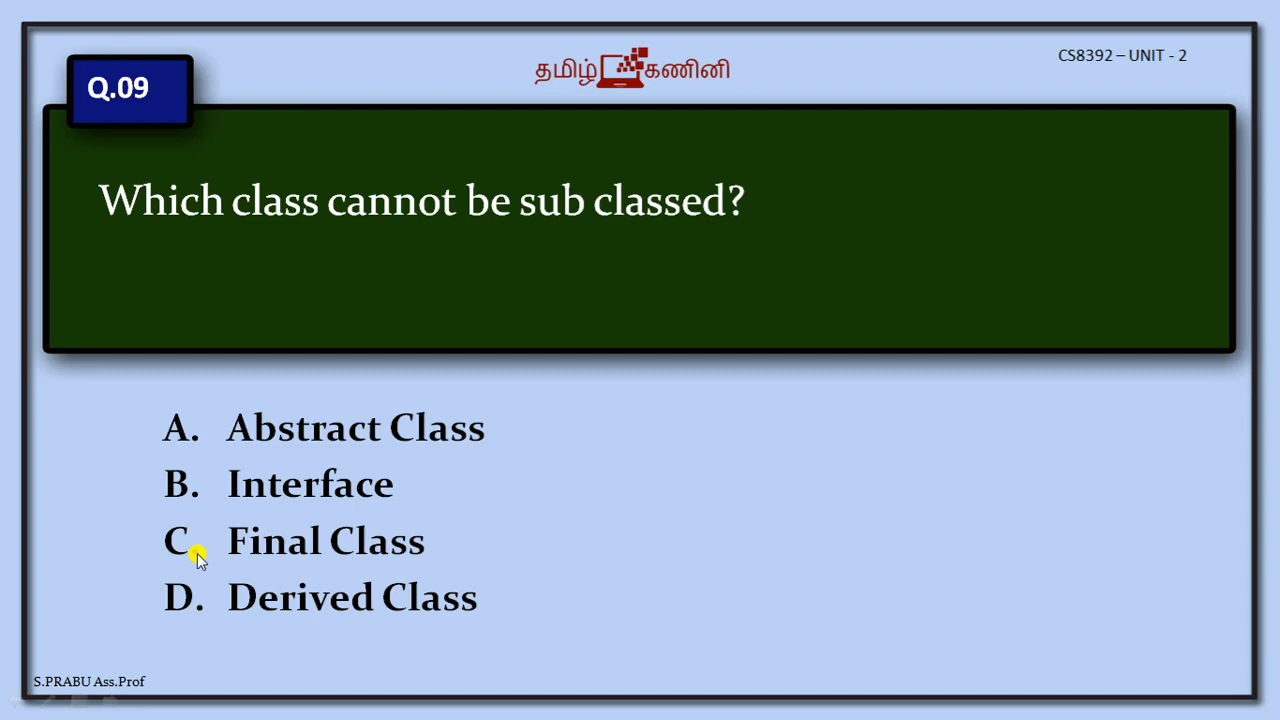 CS8392 – UNIT - 2
தமிழ் கணினி
Q.09
Which class cannot be sub classed?
A. Abstract Class
B. Interface
C. Final Class
D. Derived Class
S.PRABU Ass.Prof